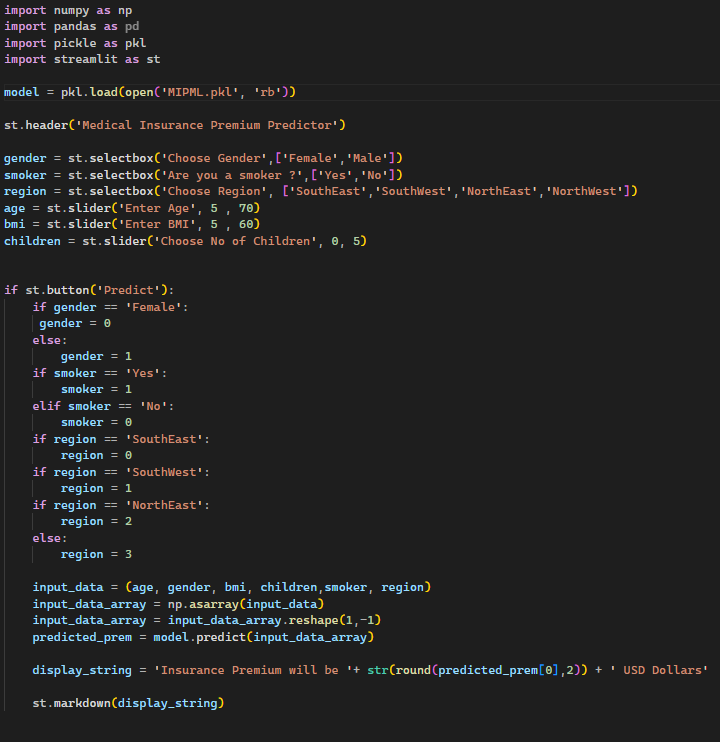 import numpy as np
import pandas as pd
import pickle as pkl
import streamlit as st
model = pkl.load(open('MIPML.pkl', 'rb'))
st.header('Medical Insurance Premium Predictor')
gender = st.selectbox('Choose Gender',['Female','Male'])
smoker = st.selectbox('Are you a smoker ?',['Yes','No'])
region = st.selectbox('Choose Region', ['SouthEast','SouthWest','NorthEast','NorthWest'])
age = st.slider('Enter Age', 5 , 70)
bmi = st.slider('Enter BMI', 5 , 60)
children = st.slider('Choose No of Children', 0, 5)
if st.button('Predict'):
    if gender == 'Female':
     gender = 0
    else:
        gender = 1
    if smoker == 'Yes':
        smoker = 1
    elif smoker == 'No':
        smoker = 0
    if region == 'SouthEast':
        region = 0
    if region == 'SouthWest':
        region = 1
    if region == 'NorthEast':
        region = 2
    else:
        region = 3
    input_data = (age, gender, bmi, children,smoker, region)
    input_data_array = np.asarray(input_data)
    input_data_array = input_data_array.reshape(1,-1)
    predicted_prem = model.predict(input_data_array)
    display_string = 'Insurance Premium will be '+ str(round(predicted_prem[0],2)) + ' USD Dollars'
    st.markdown(display_string)